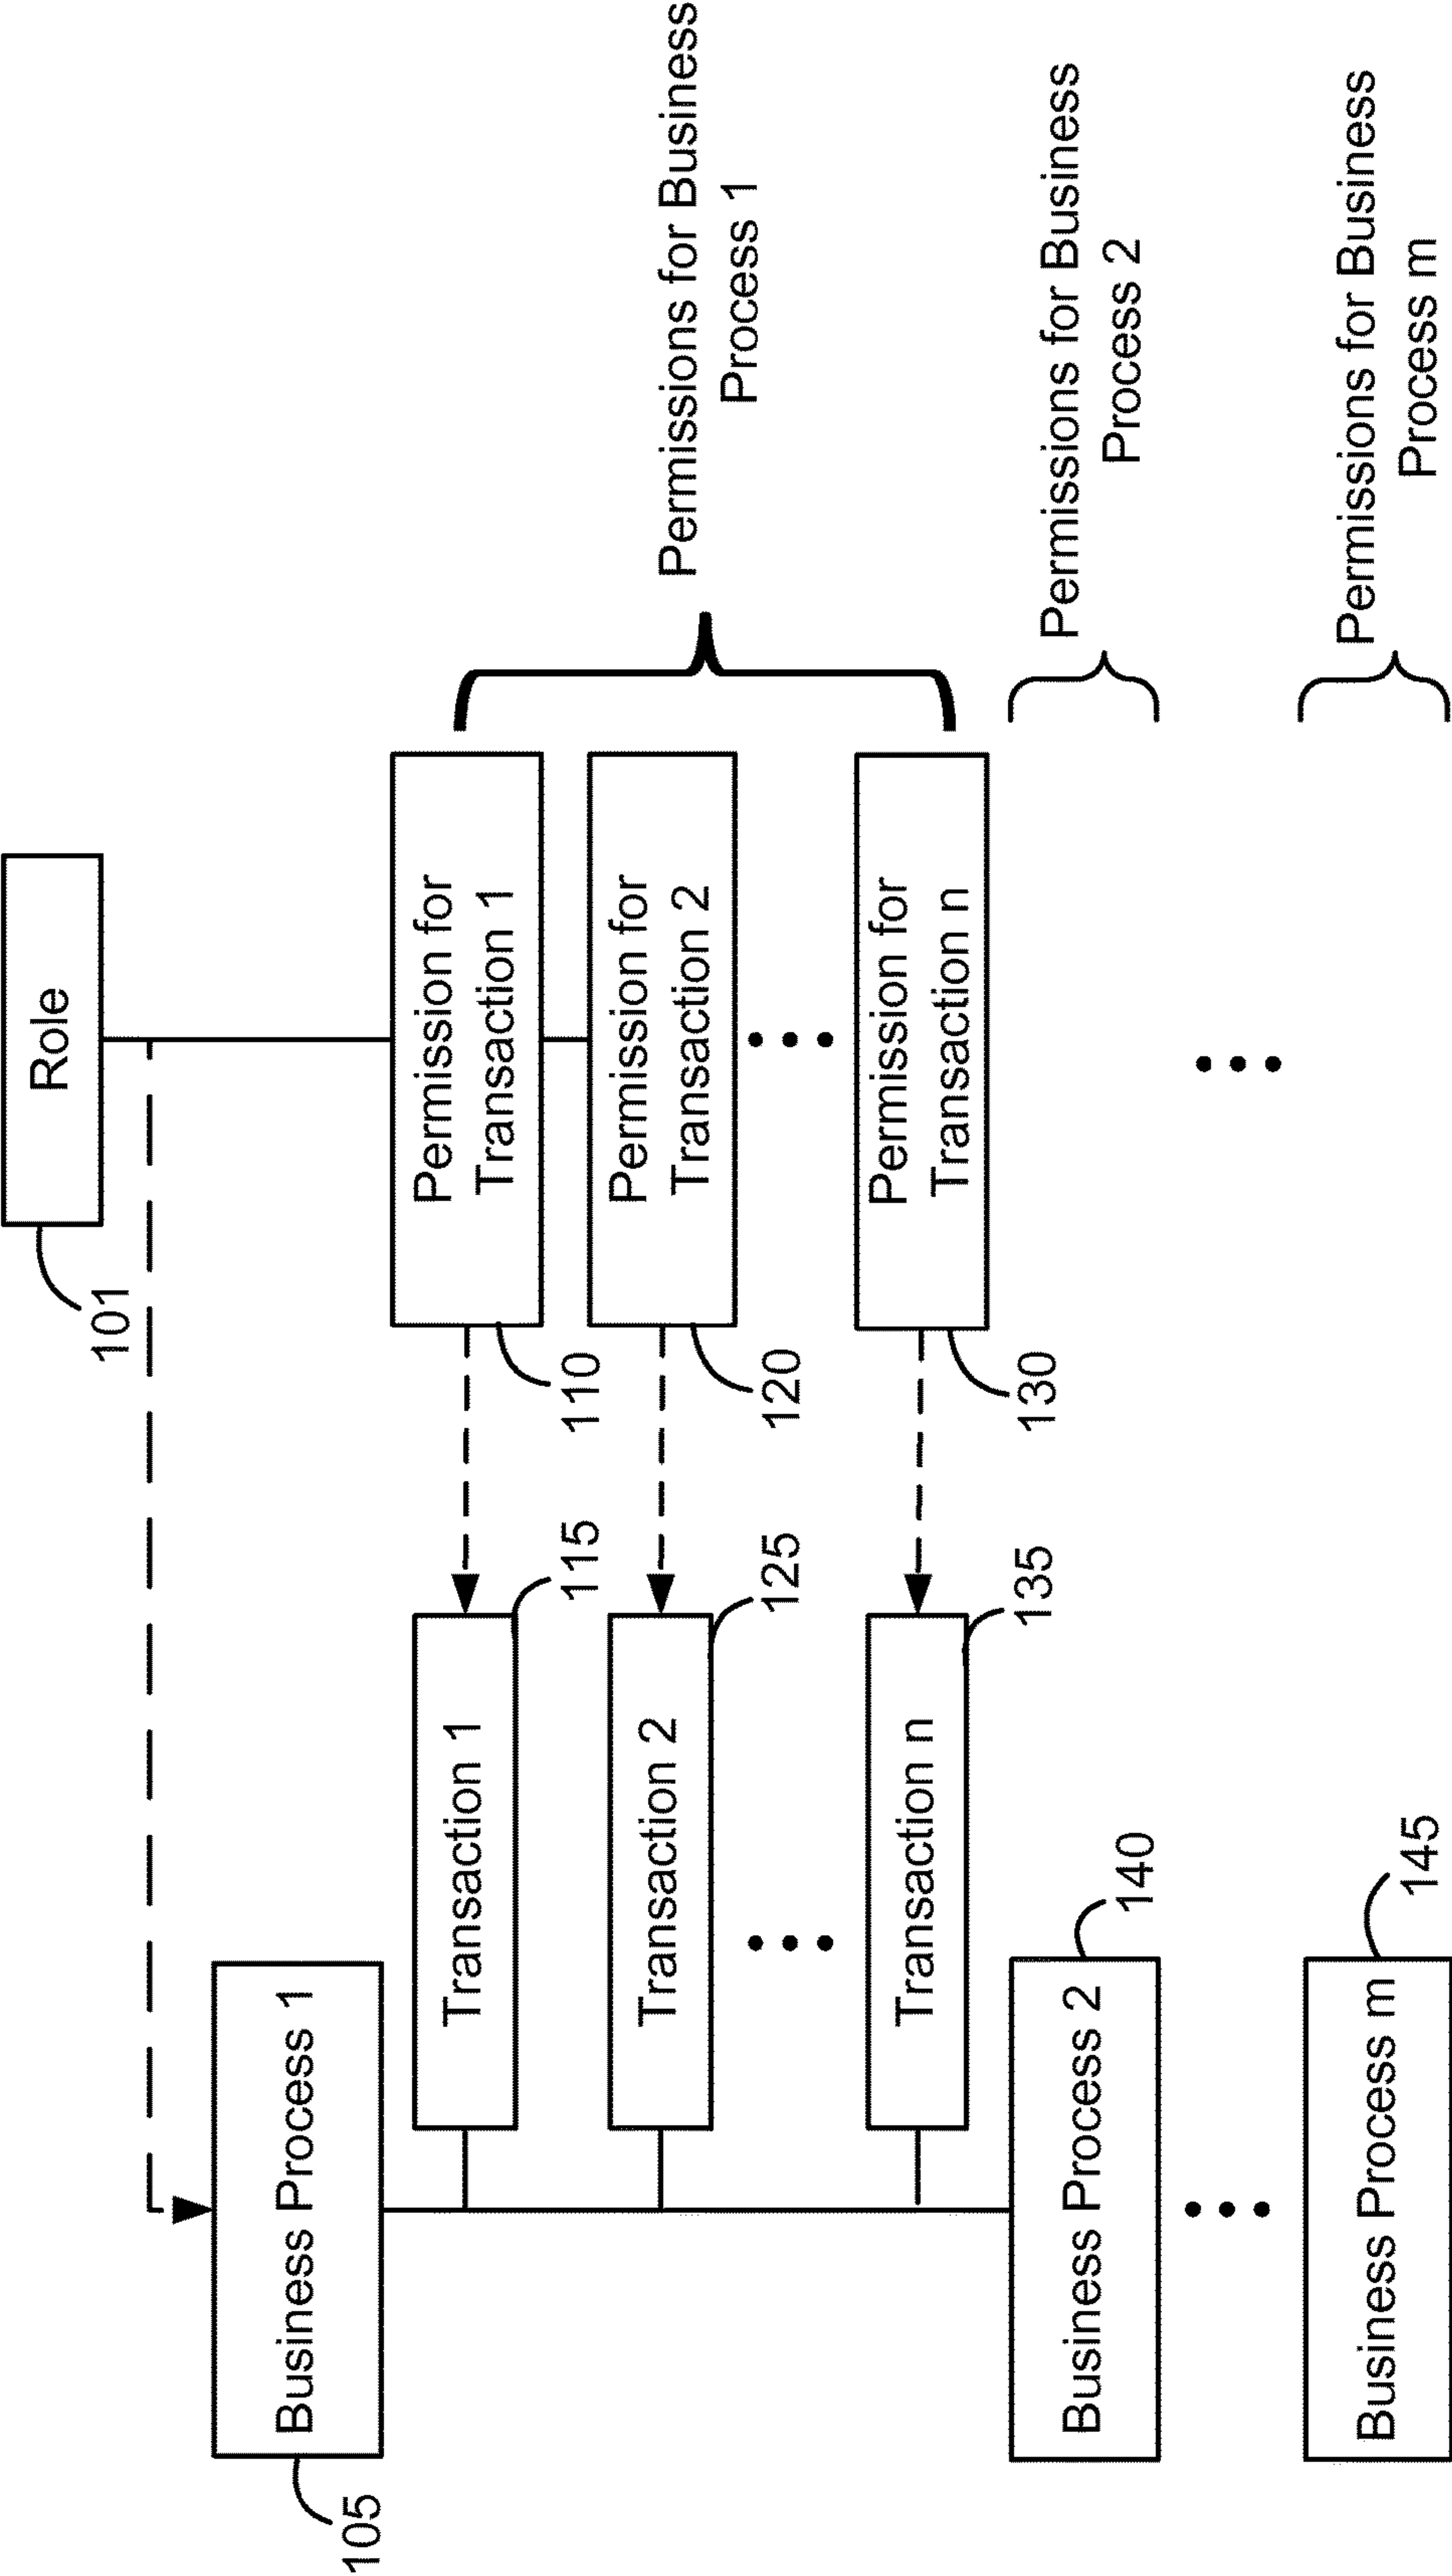 Role
101
Business Process 1
105
Permission for
Transaction 1
110
Transaction 1
115
Permission for
Transaction 2
120
Transaction 2
125
Permission for
Transaction n
130
Transaction n
135
Permissions for Business
Process 1
Business Process 2
140
Permissions for Business
Process 2
Business Process m
145
Permissions for Business
Process m